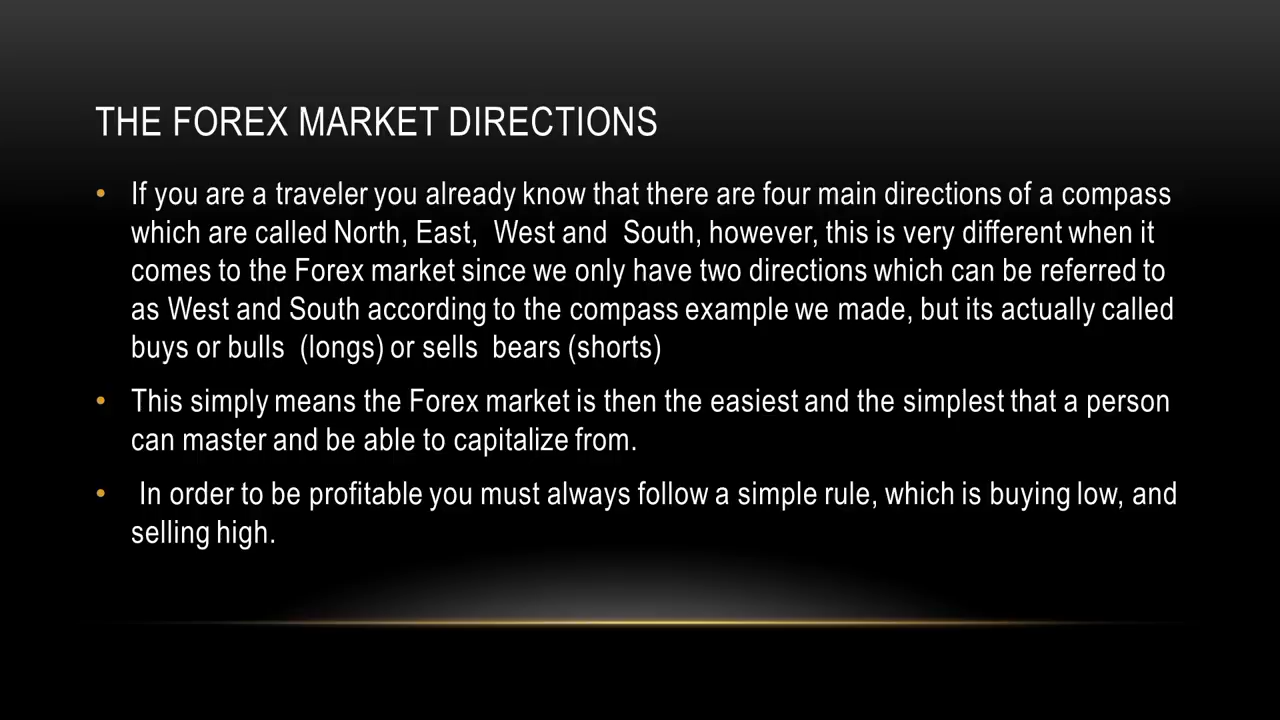 THE FOREX MARKET DIRECTIONS
• If you are a traveler you already know that there are four main directions of a compass
which are called North, East,  West and  South, however, this is very different when it
comes to the Forex market since we only have two directions which can be referred to
as West and South according to the compass example we made, but its actually called
buys or bulls  (longs) or sells  bears (shorts)
• This simply means the Forex market is then the easiest and the simplest that a person
can master and be able to capitalize from.
•  In order to be profitable you must always follow a simple rule, which is buying low, and
selling high.